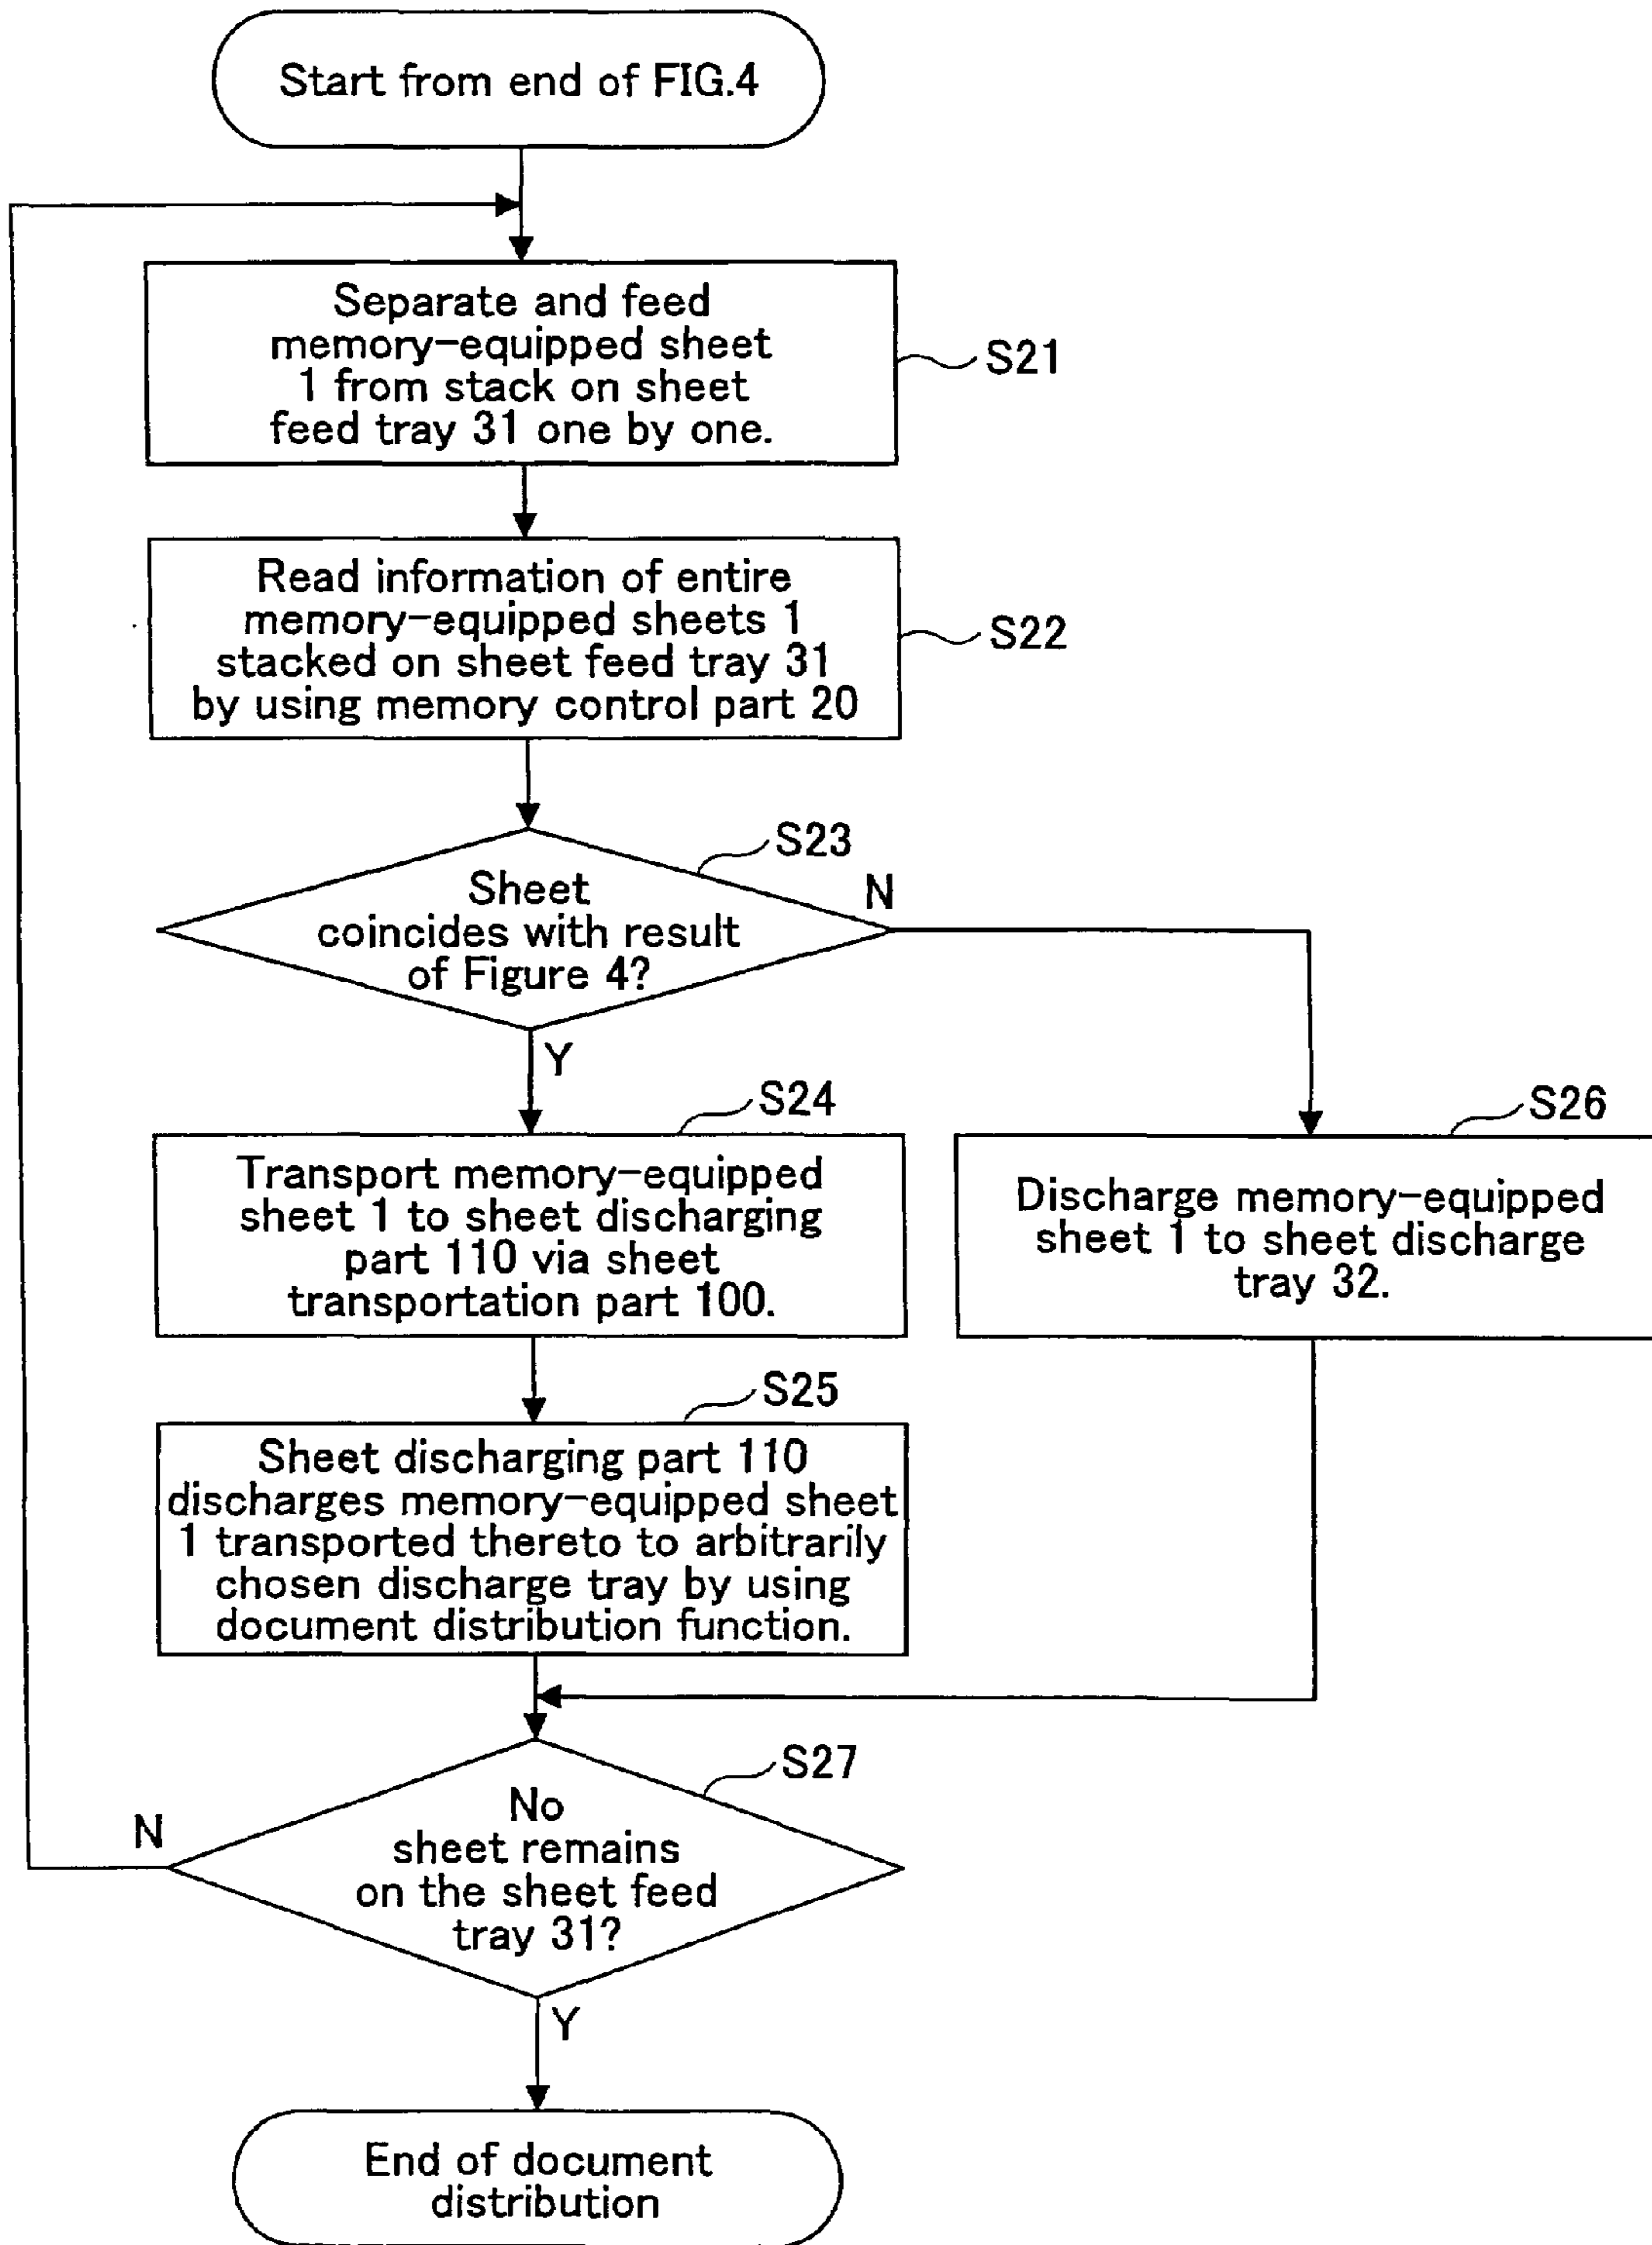 Start from end of FIG.4
Separate and feed
memory-equipped sheet
1 from stack on sheet
feed tray 31 one by one.
S21
Read information of entire
memory-equipped sheets 1
stacked on sheet feed tray 31
by using memory control part 20
S22
S23
Sheet
coincides with result
of Figure 4?
N
Y
S24
Transport memory-equipped
sheet 1 to sheet discharging
part 110 via sheet
transportation part 100.
S26
Discharge memory-equipped
sheet 1 to sheet discharge
tray 32.
S25
Sheet discharging part 110
discharges memory-equipped sheet
1 transported thereto to arbitrarily
chosen discharge tray by using
document distribution function.
S27
No
sheet remains
on the sheet feed
tray 31?
N
Y
End of document
distribution